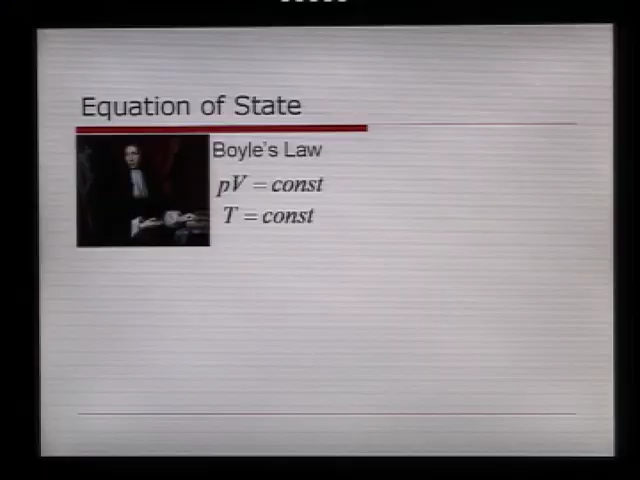 Equation of State
Boyle's Law
pV = const
T = const